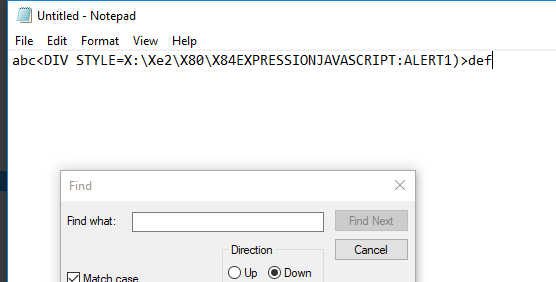 Untitled - Notepad
File Edit Format View Help
abc<DIV STYLE=X:\Xe2\X80\X84EXPRESSIONJAVASCRIPT:ALERT1)>def
Find
Find what: Find Next
Direction Cancel
Match case Up Down